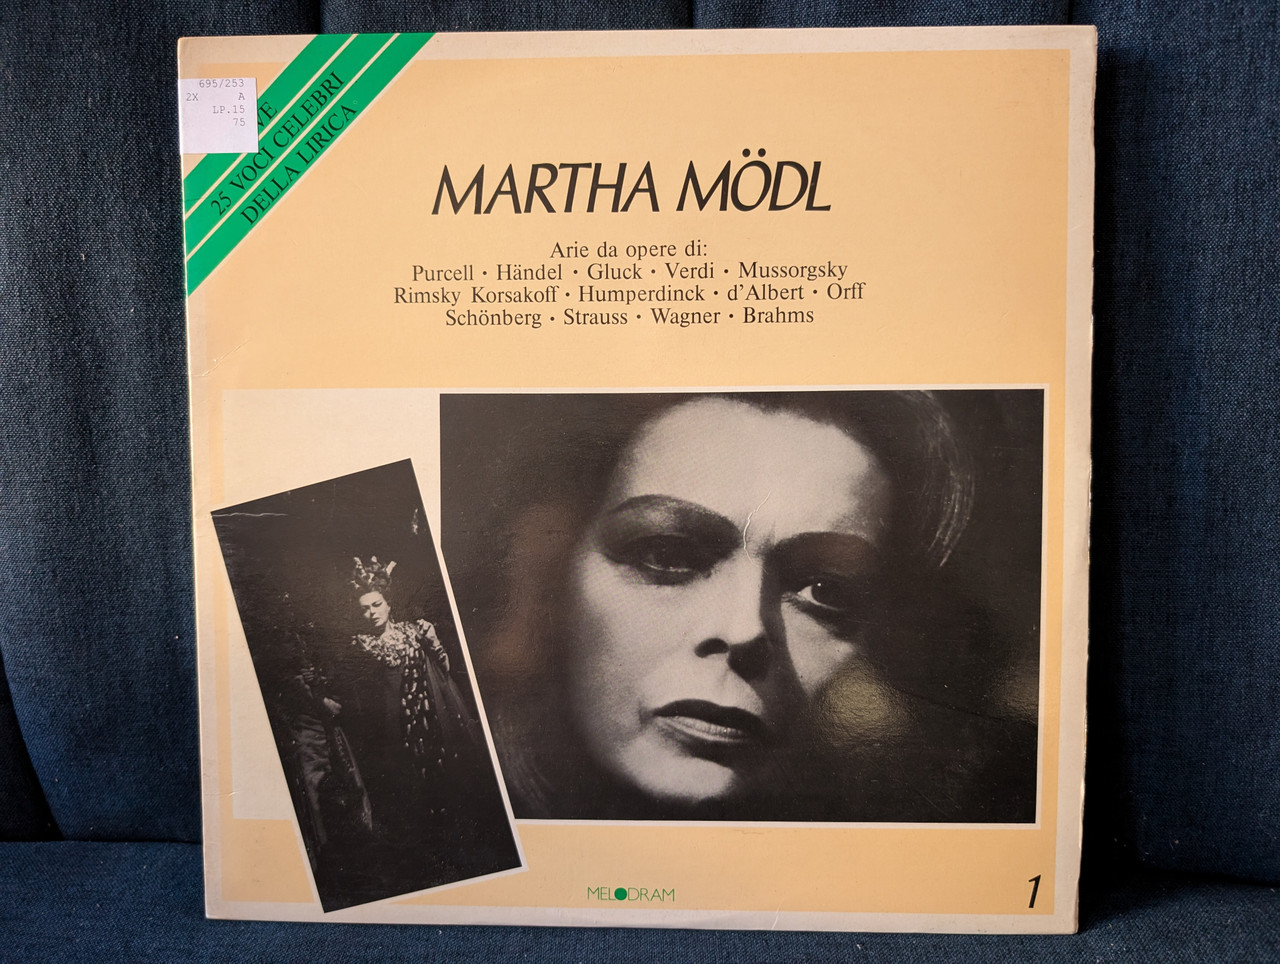 695/253
2X A
LP.15
75
25 VOCI CELEBRI
DELLA LIRICA
MARTHA MÖDL
Arie da opere di:
Purcell • Händel • Gluck • Verdi • Mussorgsky
Rimsky Korsakoff • Humperdinck • d'Albert • Orff
Schönberg • Strauss • Wagner • Brahms
MELODRAM
1